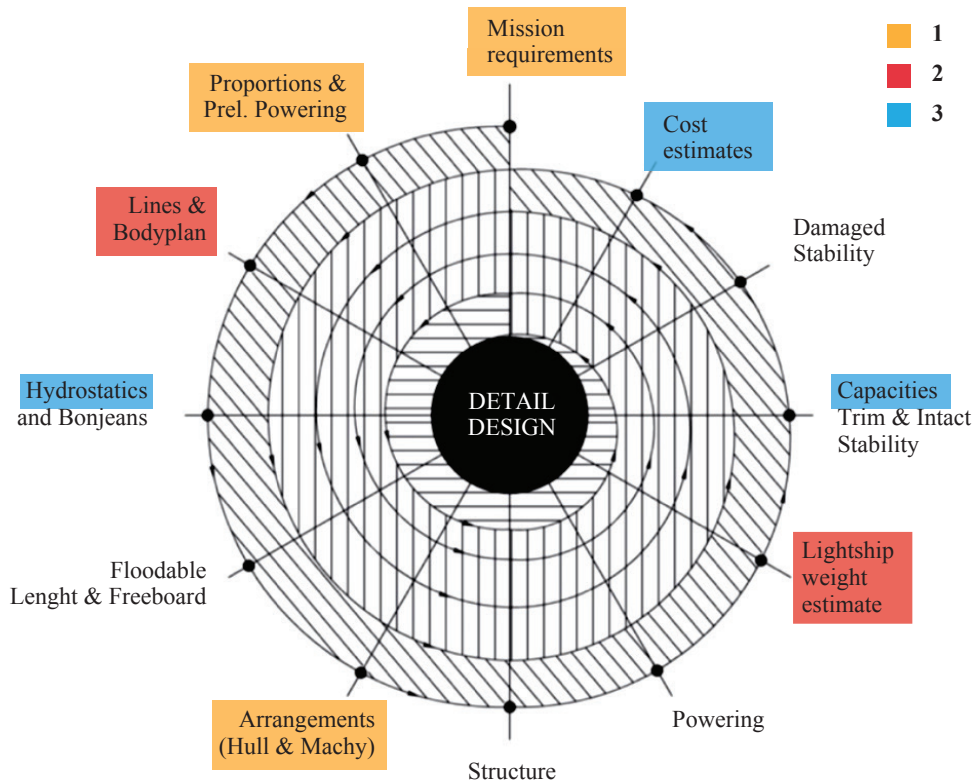 Mission
requirements
1
2
3
Proportions &
Prel. Powering
Cost
estimates
Lines &
Bodyplan
Damaged
Stability
Hydrostatics
and Bonjeans
DETAIL
DESIGN
Capacities
Trim & Intact
Stability
Floodable
Lenght & Freeboard
Lightship
weight
estimate
Arrangements
(Hull & Machy)
Powering
Structure